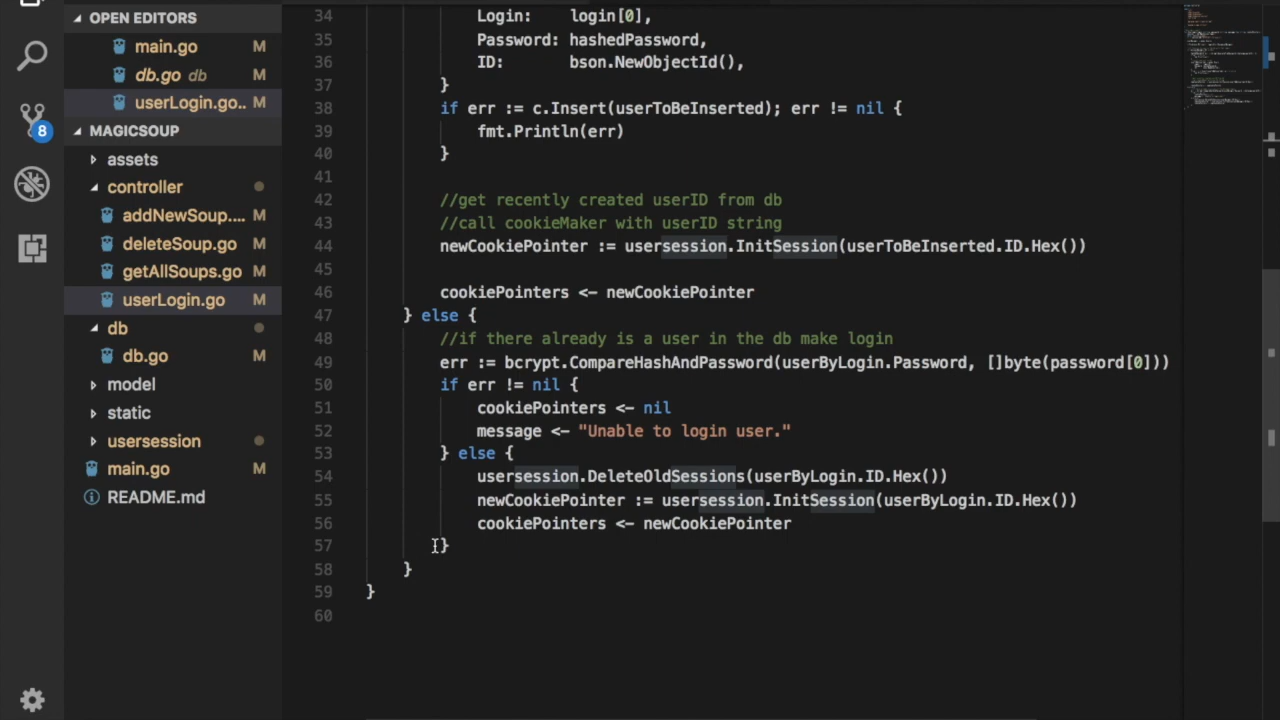 OPEN EDITORS
main.go M
db.go db M
userLogin.go.. M
MAGICSOUP
assets
controller
addNewSoup.... M
deleteSoup.go M
getAllSoups.go M
userLogin.go M
db
db.go M
model
static
usersession
main.go M
README.md
8
34 Login: login[0],
35 Password: hashedPassword,
36 ID: bson.NewObjectId(),
37 }
38 if err := c.Insert(userToBeInserted); err != nil {
39 fmt.Println(err)
40 }
41
42 //get recently created userID from db
43 //call cookieMaker with userID string
44 newCookiePointer := usersession.InitSession(userToBeInserted.ID.Hex())
45
46 cookiePointers <- newCookiePointer
47 } else {
48 //if there already is a user in the db make login
49 err := bcrypt.CompareHashAndPassword(userByLogin.Password, []byte(password[0]))
50 if err != nil {
51 cookiePointers <- nil
52 message <- "Unable to login user."
53 } else {
54 usersession.DeleteOldSessions(userByLogin.ID.Hex())
55 newCookiePointer := usersession.InitSession(userByLogin.ID.Hex())
56 cookiePointers <- newCookiePointer
57 }
58 }
59 }
60